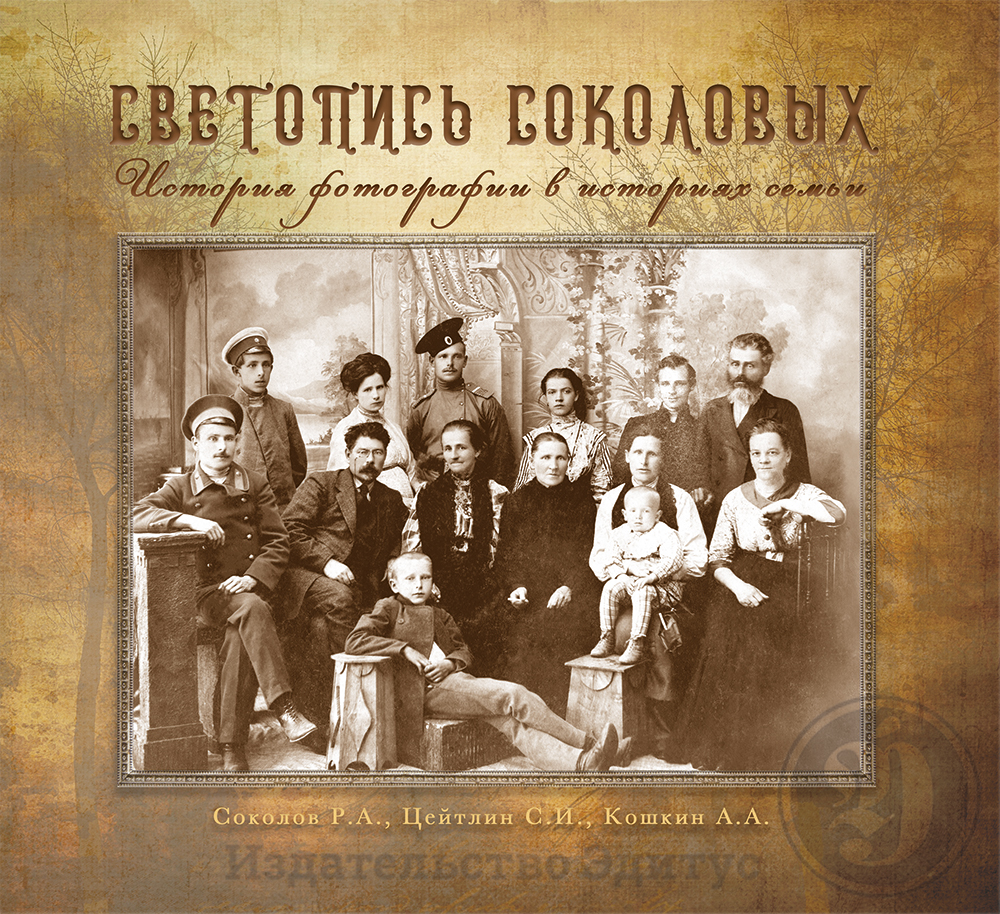 СВЕТОПИСЬ СОКОЛОВЫХ
История фотографии в историях семьи
Соколов Р.А., Цейтлин С.И., Кошкин А.А.
Издательство Эдитус